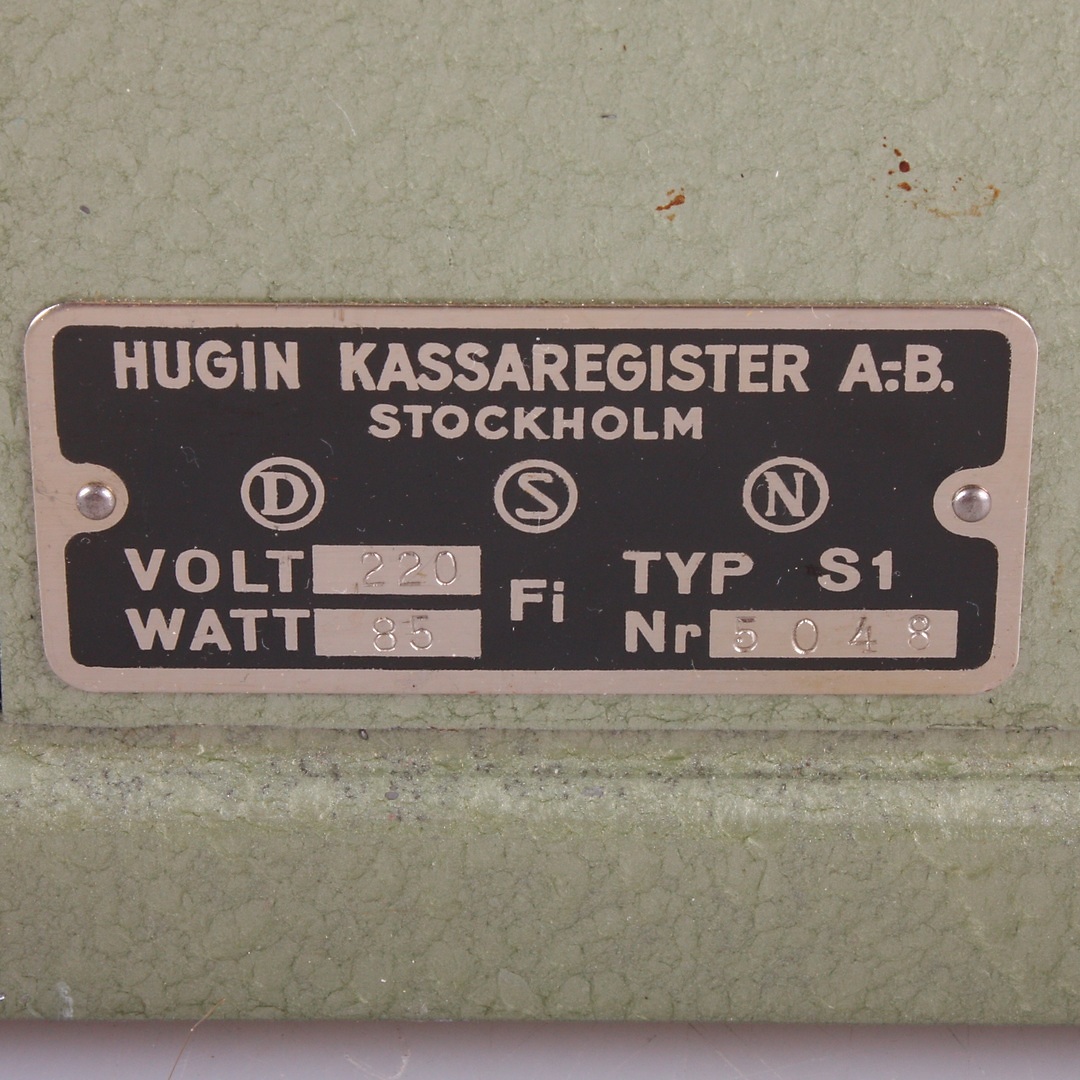 HUGIN KASSAREGISTER A.-B.
STOCKHOLM
D S N
VOLT 220 Fi TYP S1
WATT 85 Nr 5048